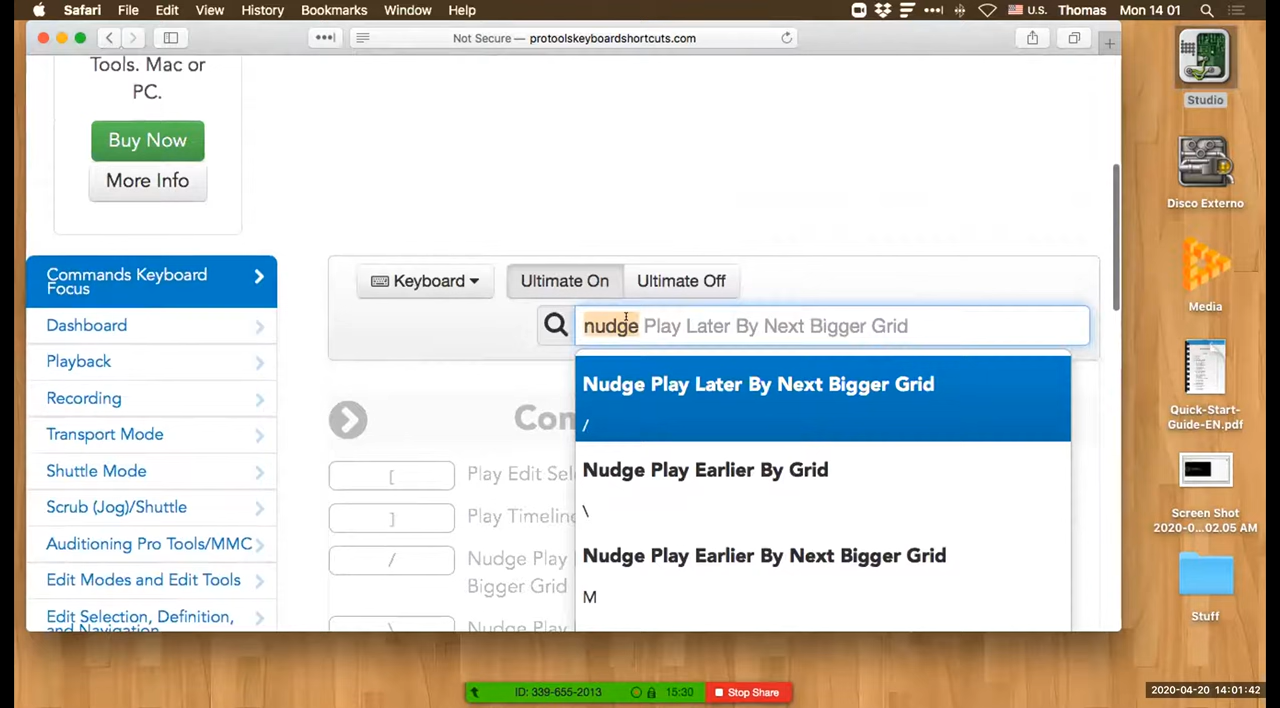 Safari File Edit View History Bookmarks Window Help U.S. Thomas Mon 14 01
Not Secure — protoolskeyboardshortcuts.com
Tools. Mac or
PC.
Buy Now
More Info
Commands Keyboard
Focus
Dashboard
Playback
Recording
Transport Mode
Shuttle Mode
Scrub (Jog)/Shuttle
Auditioning Pro Tools/MMC
Edit Modes and Edit Tools
Edit Selection, Definition,
and Navigation
Keyboard Ultimate On Ultimate Off
nudge Play Later By Next Bigger Grid
Nudge Play Later By Next Bigger Grid
/
Nudge Play Earlier By Grid
\
Nudge Play Earlier By Next Bigger Grid
M
Com
[ Play Edit Sel
] Play Timeline
/ Nudge Play
Bigger Grid
\ Nudge Play
Studio
Disco Externo
Media
Quick-Start-
Guide-EN.pdf
Screen Shot
2020-0...02.05 AM
Stuff
ID: 339-655-2013 15:30 Stop Share
2020-04-20 14:01:42